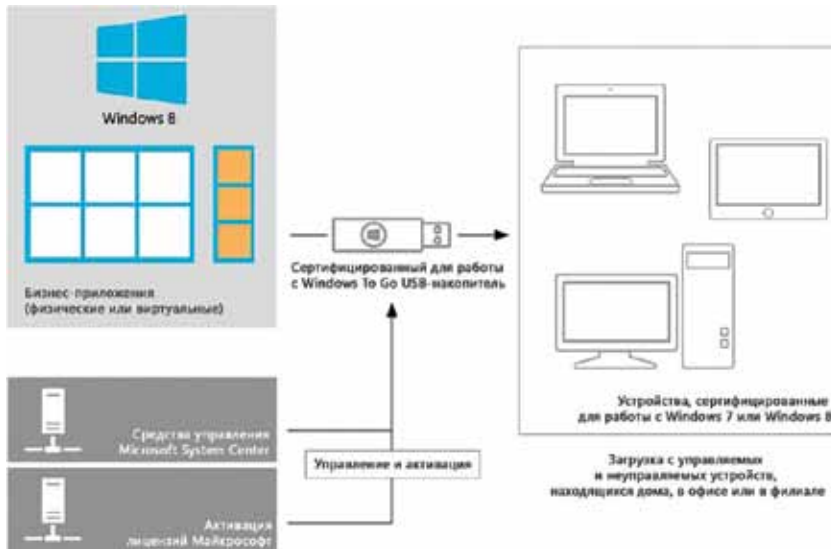 Windows 8
Бизнес-приложения
(физические или виртуальные)
Сертифицированный для работы
с Windows To Go USB-накопитель
Средства управления
Microsoft System Center
Активация
лицензий Майкрософт
Управление и активация
Устройства, сертифицированные
для работы с Windows 7 или Windows 8
Загрузка с управляемых
и неуправляемых устройств,
находящихся дома, в офисе или в филиале